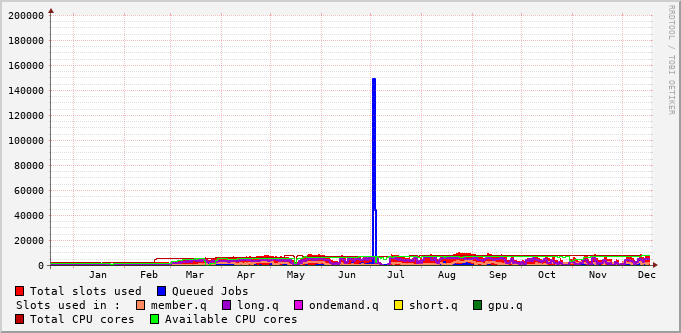 200000
180000
160000
140000
120000
100000
80000
60000
40000
20000
0
Jan Feb Mar Apr May Jun Jul Aug Sep Oct Nov Dec
RRDTOOL / TOBI OETIKER
Total slots used Queued Jobs
Slots used in : member.q long.q ondemand.q short.q gpu.q
Total CPU cores Available CPU cores